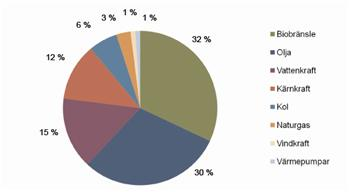 6 % 3 % 1 % 1 %
12 %
32 %
15 %
30 %
Biobränsle
Olja
Vattenkraft
Kärnkraft
Kol
Naturgas
Vindkraft
Värmepumpar